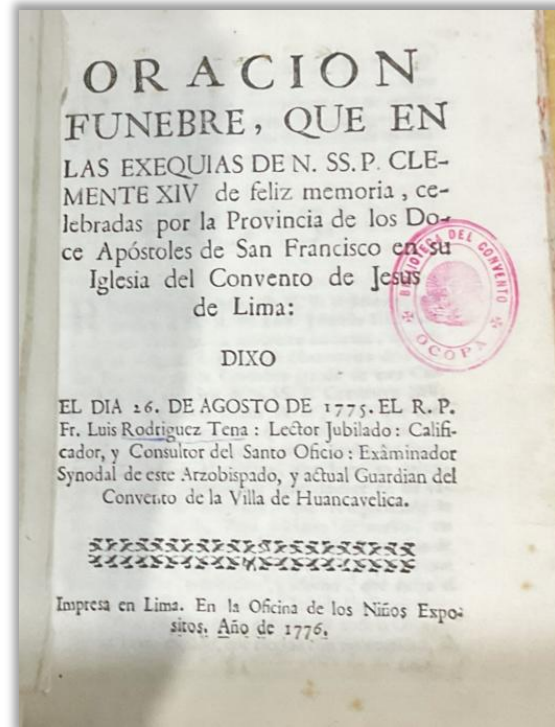 ORACION
FUNEBRE, QUE EN
LAS EXEQUIAS DE N. SS. P. CLE-
MENTE XIV de feliz memoria, ce-
lebradas por la Provincia de los Do-
ce Apóstoles de San Francisco en su
Iglesia del Convento de Jesus
de Lima:
DIXO
EL DIA 26. DE AGOSTO DE 1775. EL R. P.
Fr. Luis Rodriguez Tena: Lector Jubilado: Califi-
cador, y Consultor del Santo Oficio: Examinador
Synodal de este Arzobispado, y actual Guardian del
Convento de la Villa de Huancavelica.
Impresa en Lima. En la Oficina de los Niños Expo-
sitos. Año de 1776.
BIBLIOTECA DEL CONVENTO
OCOPA